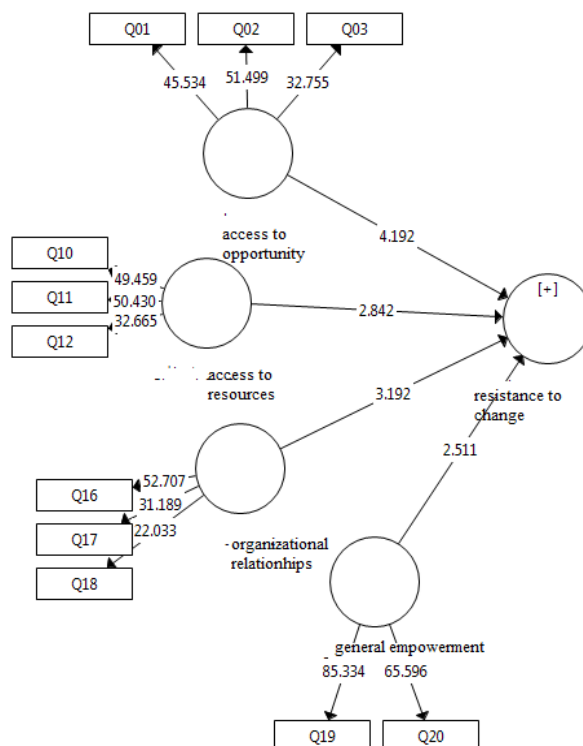 Q01
Q02
Q03
45.534
51.499
32.755
access to
opportunity
4.192
Q10
Q11
Q12
49.459
50.430
32.665
2.842
[+]
access to
resources
3.192
resistance to
change
2.511
Q16
Q17
Q18
52.707
31.189
22.033
-organizational
relationships
general empowerment
85.334
65.596
Q19
Q20